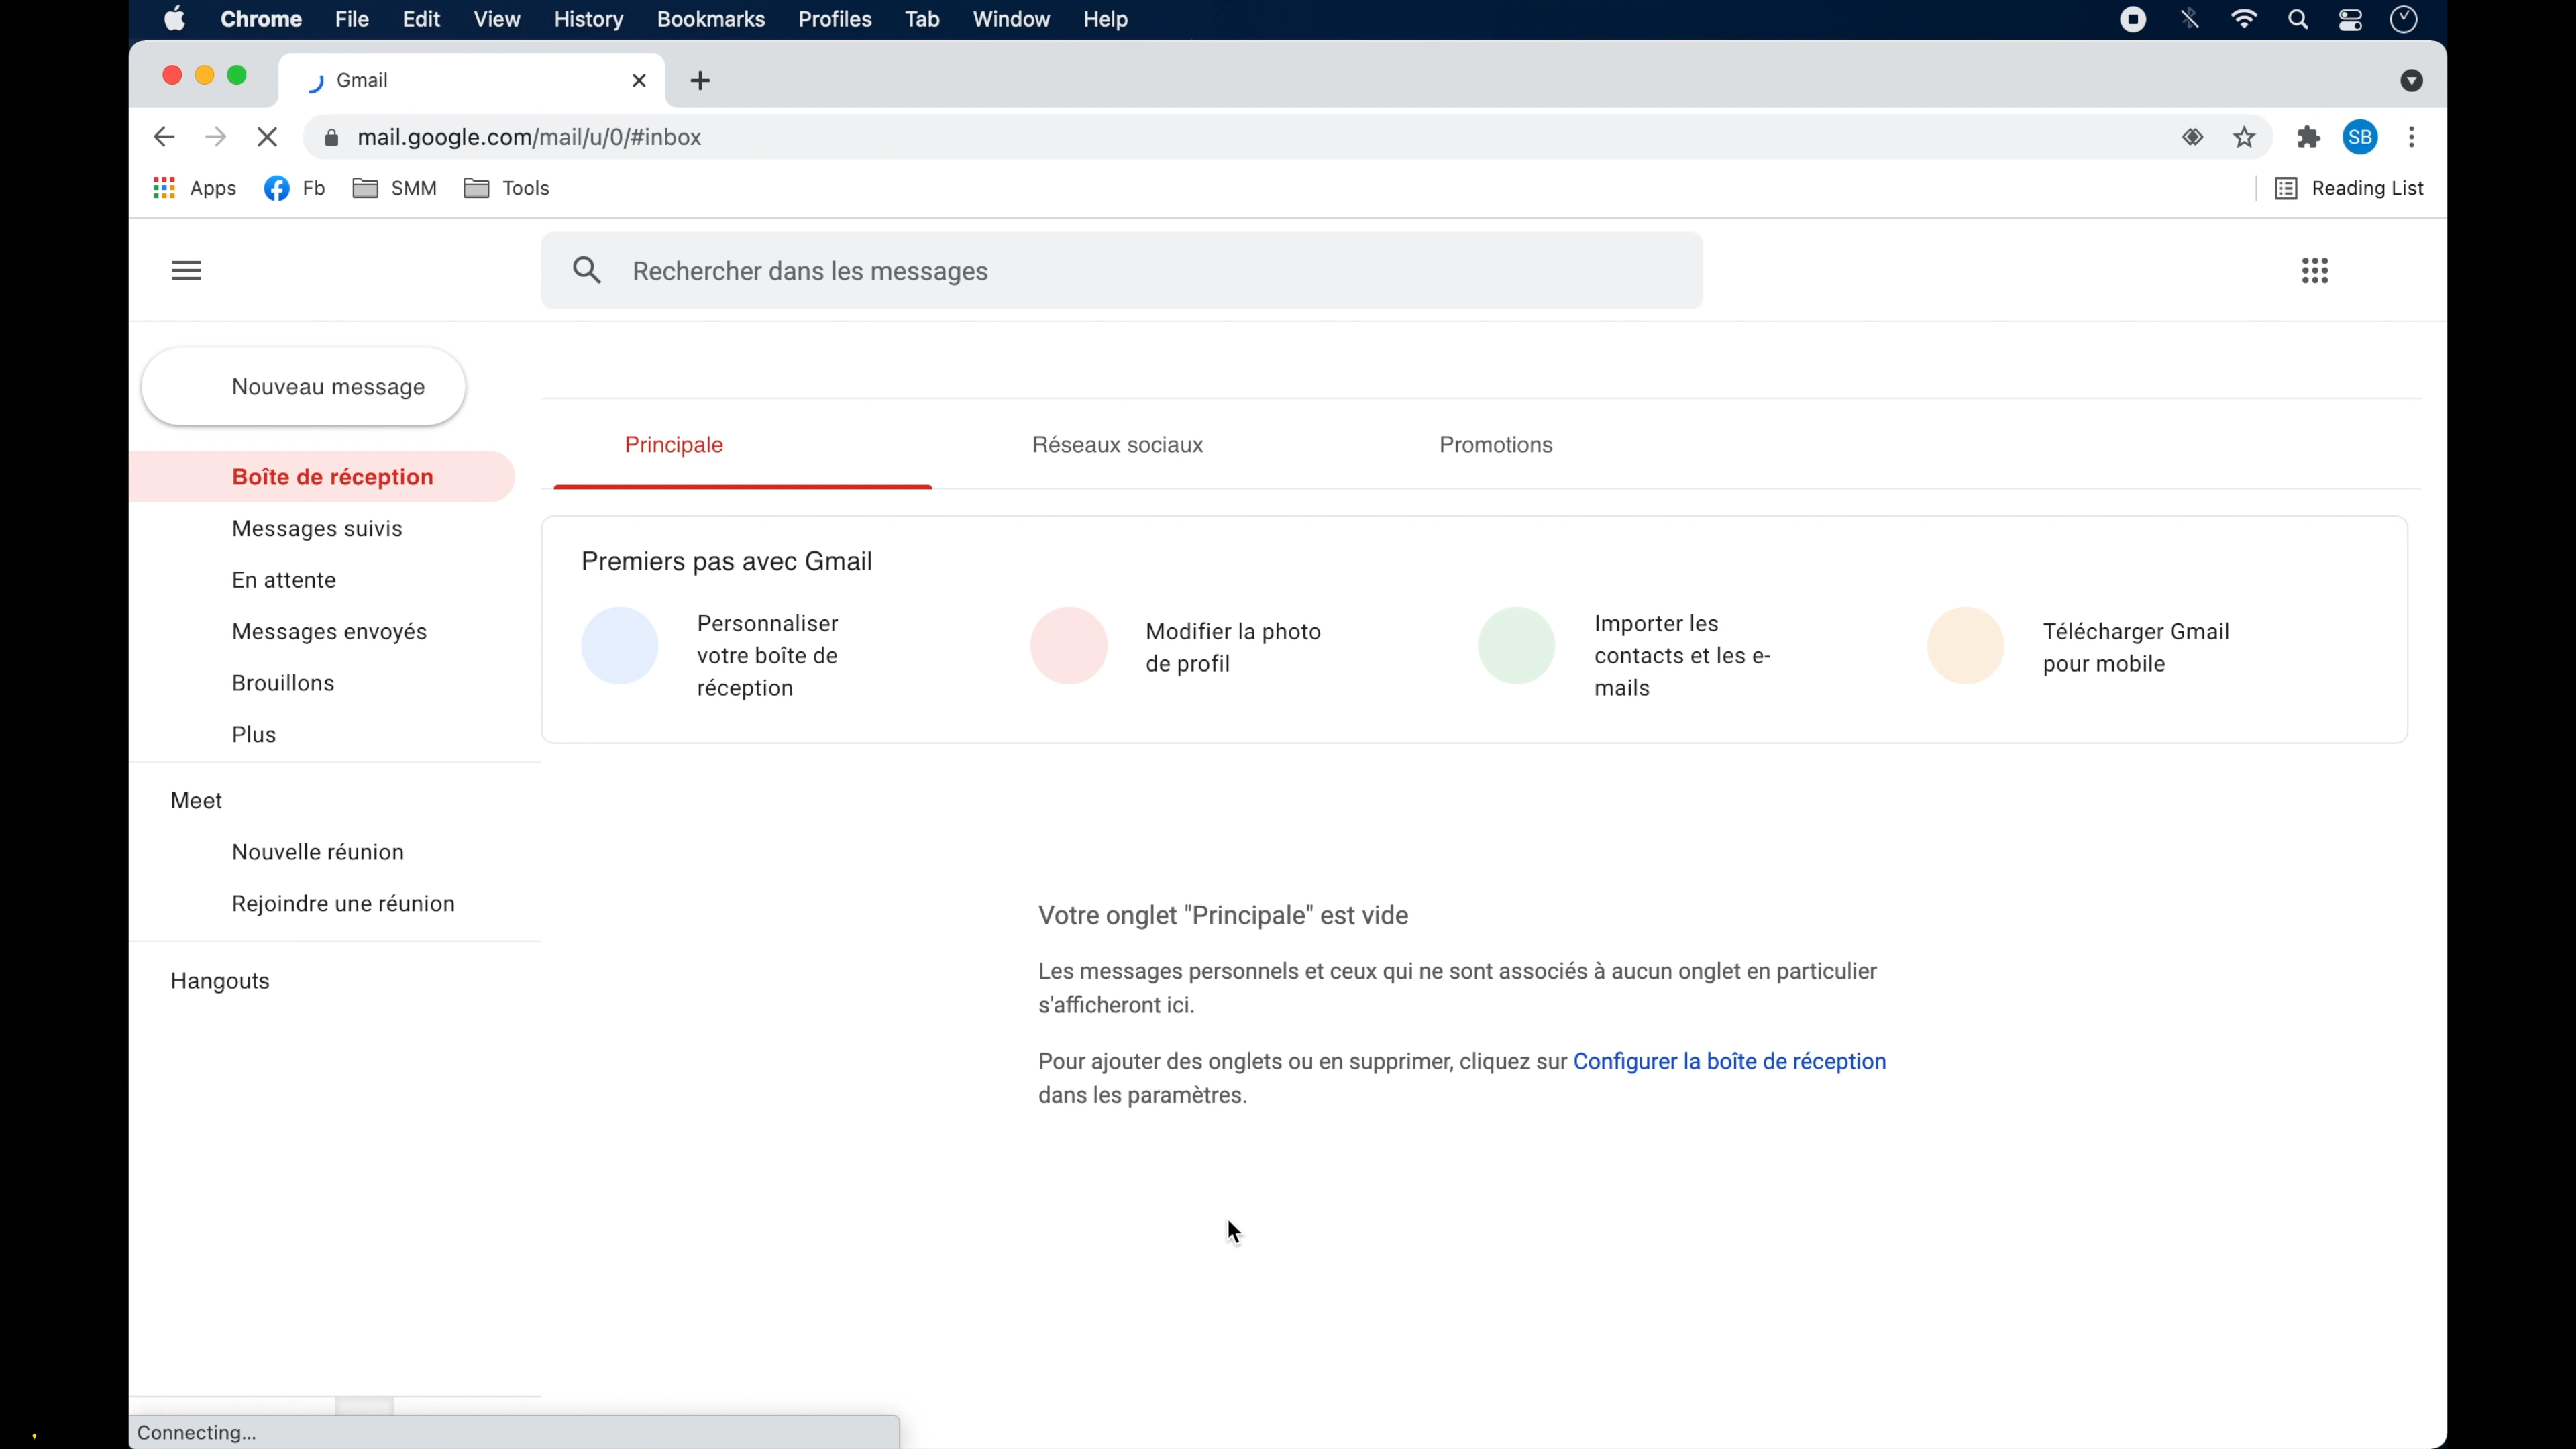 Chrome File Edit View History Bookmarks Profiles Tab Window Help
Gmail
mail.google.com/mail/u/0/#inbox
SB
Apps Fb SMM Tools Reading List
Rechercher dans les messages
Nouveau message
Principale Réseaux sociaux Promotions
Boîte de réception
Messages suivis
En attente
Messages envoyés
Brouillons
Plus
Meet
Nouvelle réunion
Rejoindre une réunion
Hangouts
Premiers pas avec Gmail
Personnaliser
votre boîte de
réception
Modifier la photo
de profil
Importer les
contacts et les e-
mails
Télécharger Gmail
pour mobile
Votre onglet "Principale" est vide
Les messages personnels et ceux qui ne sont associés à aucun onglet en particulier
s'afficheront ici.
Pour ajouter des onglets ou en supprimer, cliquez sur Configurer la boîte de réception
dans les paramètres.
Connecting...